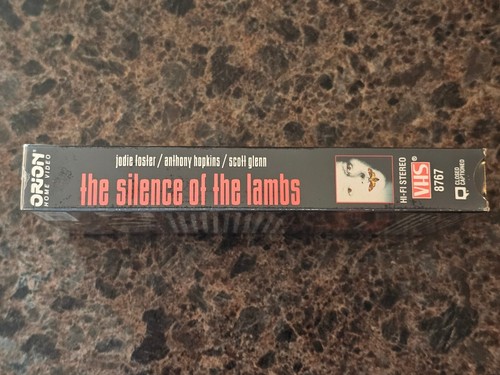 ORION
HOME VIDEO
jodie foster / anthony hopkins / scott glenn
the silence of the lambs
HI-FI STEREO
VHS
8767
CLOSED
CAPTIONED